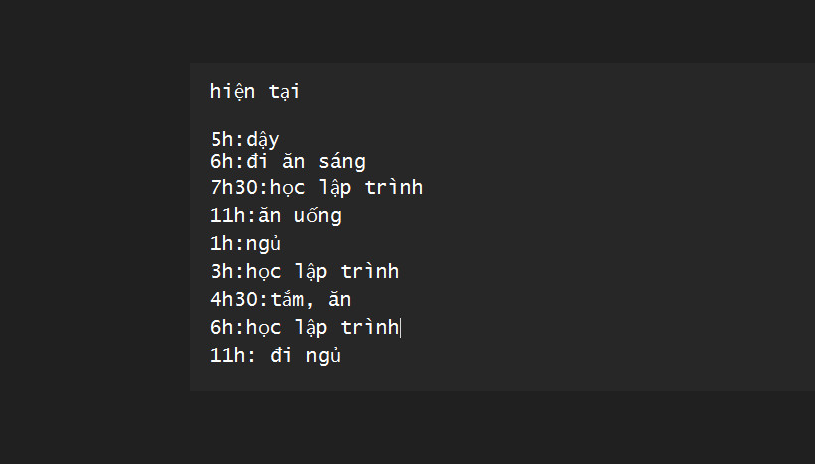 hiện tại
5h:dậy
6h:đi ăn sáng
7h30:học lập trình
11h:ăn uống
1h:ngủ
3h:học lập trình
4h30:tắm, ăn
6h:học lập trình
11h: đi ngủ